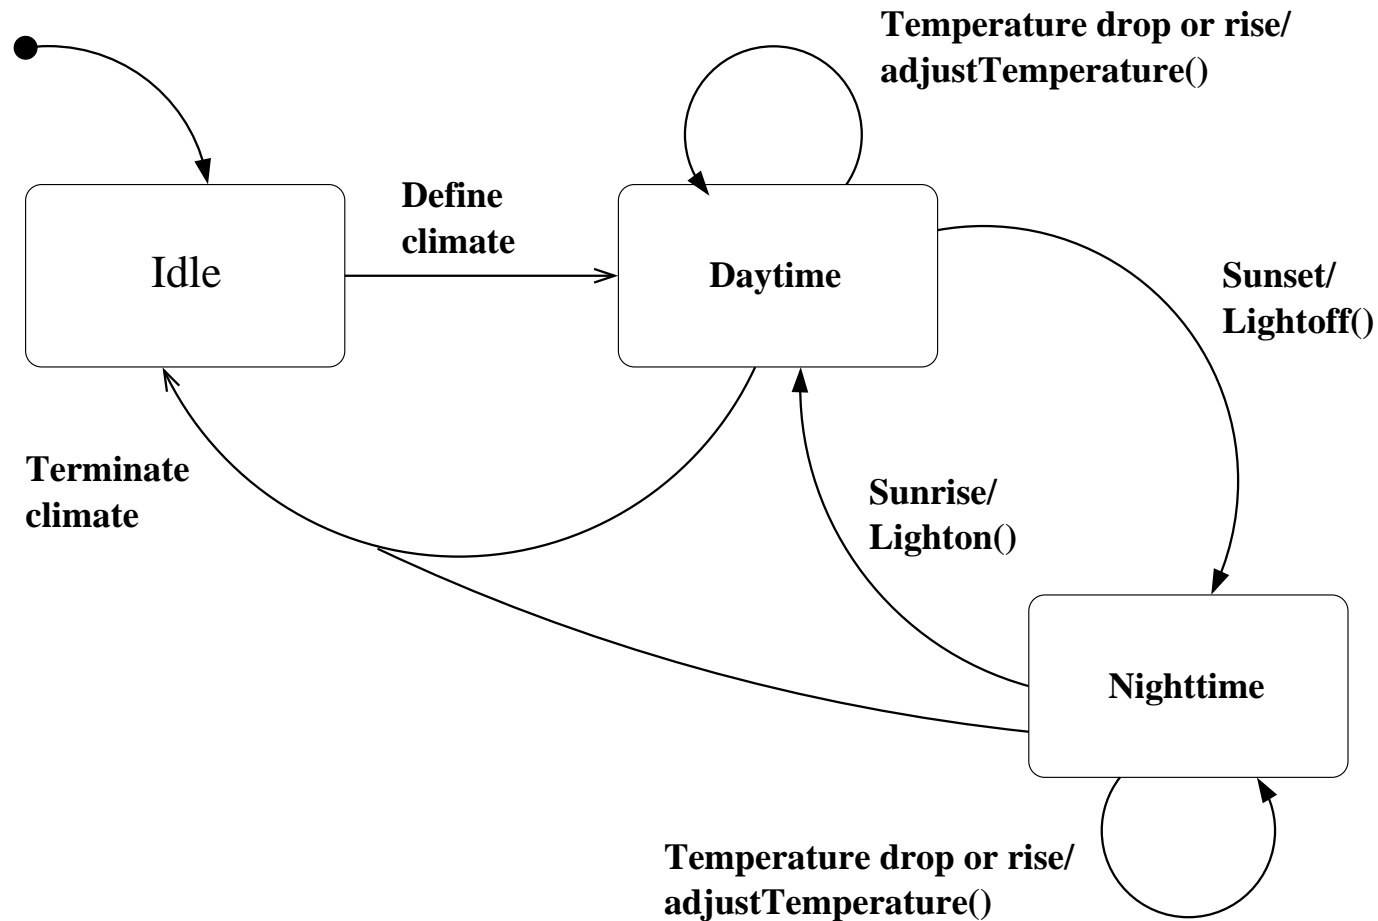 Temperature drop or rise/
adjustTemperature()
Define
climate
Idle
Daytime
Sunset/
Lightoff()
Terminate
climate
Sunrise/
Lighton()
Nighttime
Temperature drop or rise/
adjustTemperature()